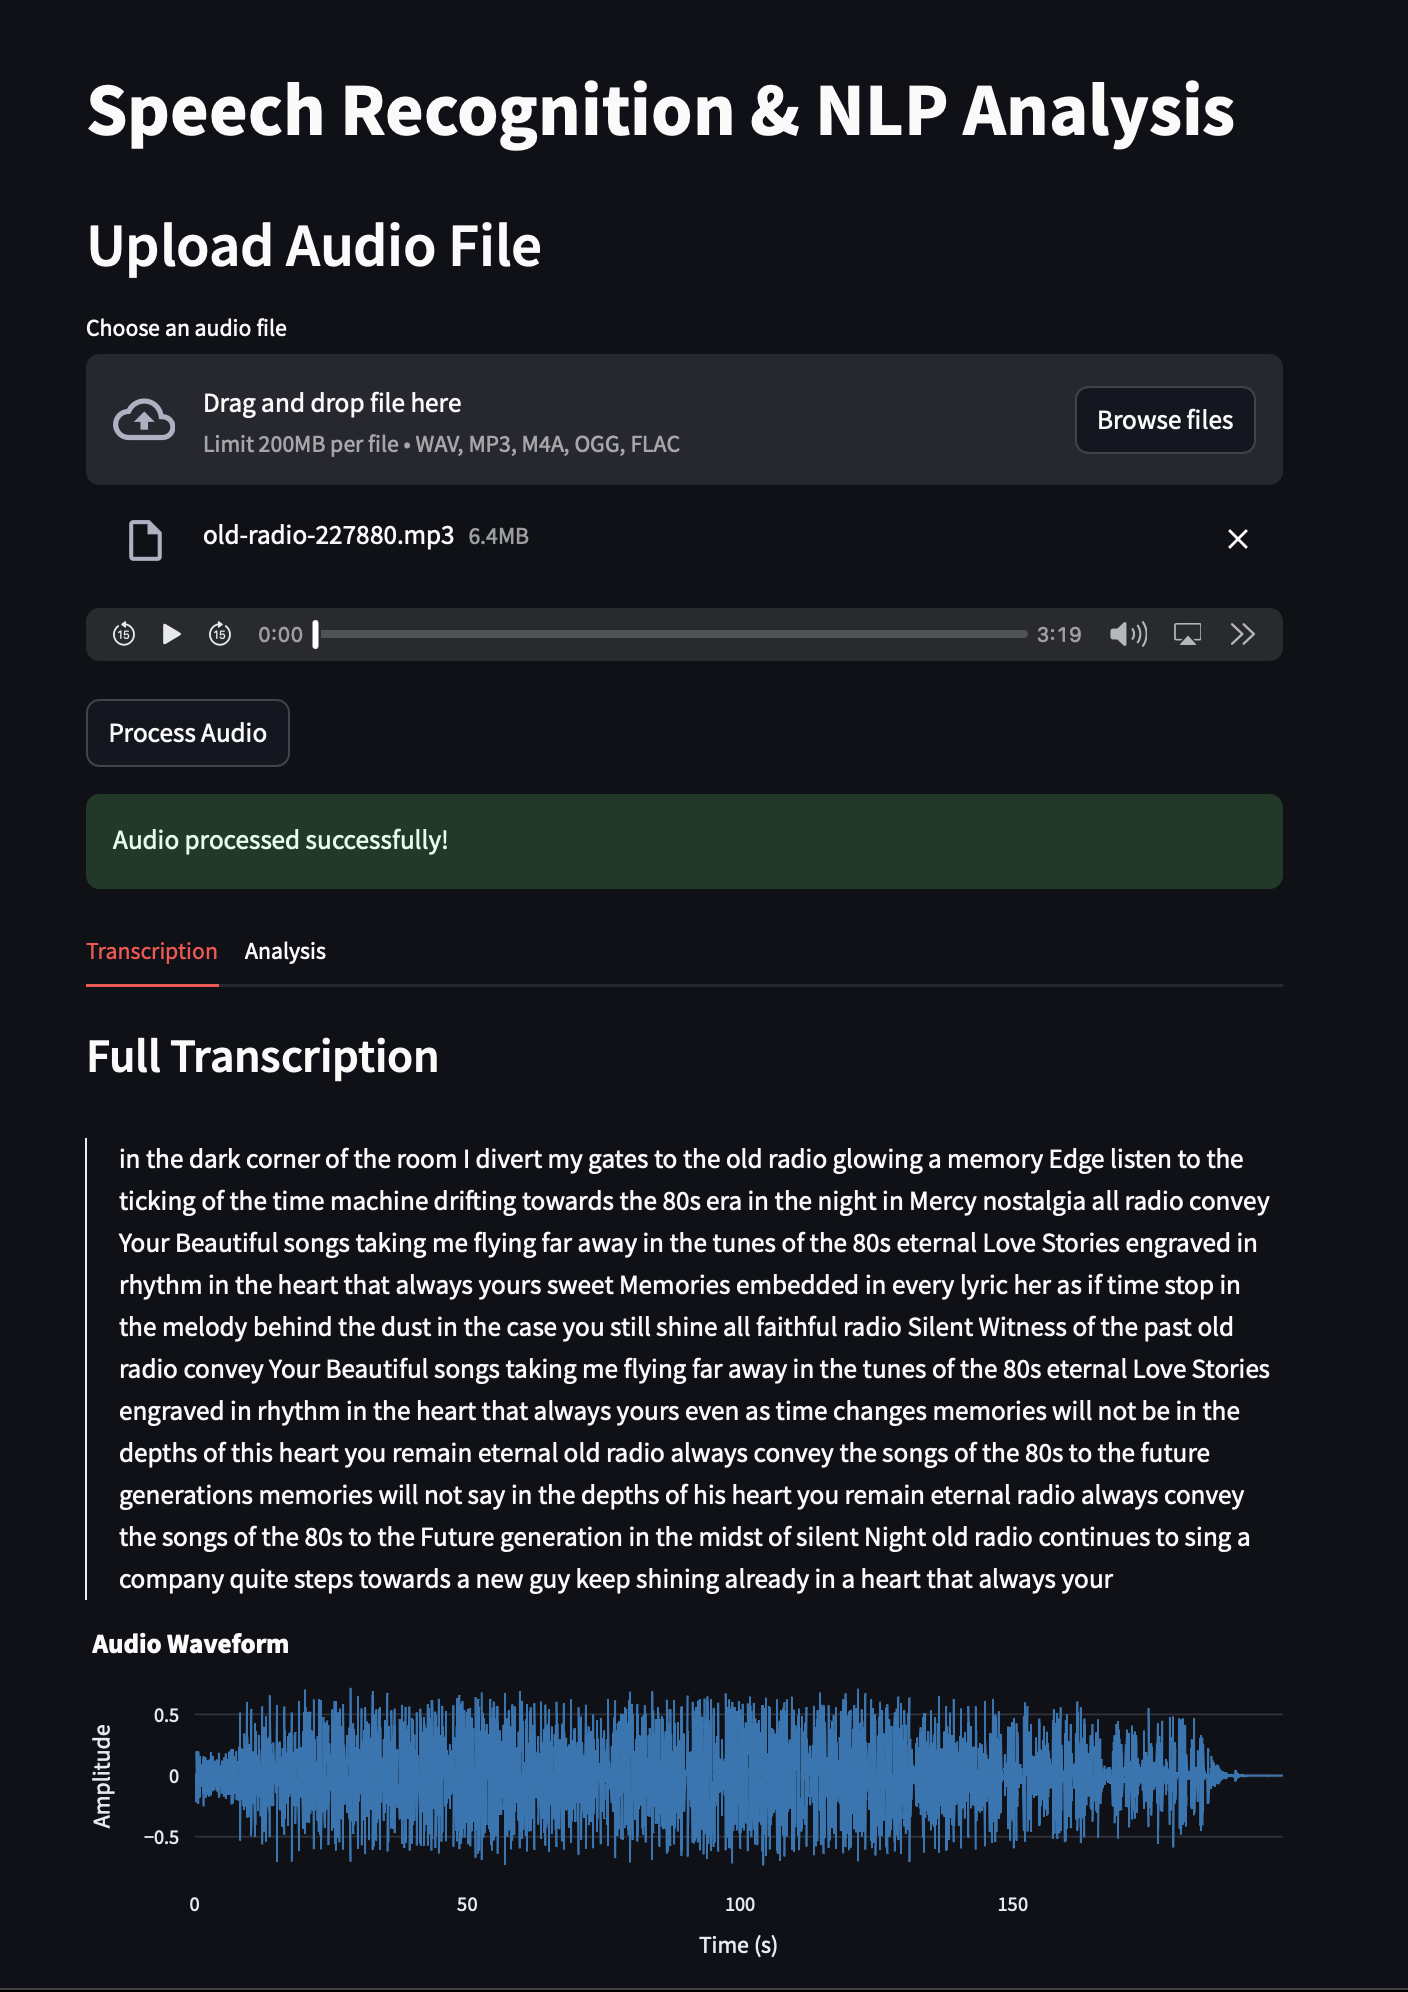 Speech Recognition & NLP Analysis
Upload Audio File
Choose an audio file
Drag and drop file here
Limit 200MB per file • WAV, MP3, M4A, OGG, FLAC
Browse files
old-radio-227880.mp3 6.4MB
15 15 0:00 3:19
Process Audio
Audio processed successfully!
Transcription Analysis
Full Transcription
in the dark corner of the room I divert my gates to the old radio glowing a memory Edge listen to the
ticking of the time machine drifting towards the 80s era in the night in Mercy nostalgia all radio convey
Your Beautiful songs taking me flying far away in the tunes of the 80s eternal Love Stories engraved in
rhythm in the heart that always yours sweet Memories embedded in every lyric her as if time stop in
the melody behind the dust in the case you still shine all faithful radio Silent Witness of the past old
radio convey Your Beautiful songs taking me flying far away in the tunes of the 80s eternal Love Stories
engraved in rhythm in the heart that always yours even as time changes memories will not be in the
depths of this heart you remain eternal old radio always convey the songs of the 80s to the future
generations memories will not say in the depths of his heart you remain eternal radio always convey
the songs of the 80s to the Future generation in the midst of silent Night old radio continues to sing a
company quite steps towards a new guy keep shining already in a heart that always your
Audio Waveform
Amplitude
0.5
0
−0.5
0 50 100 150
Time (s)